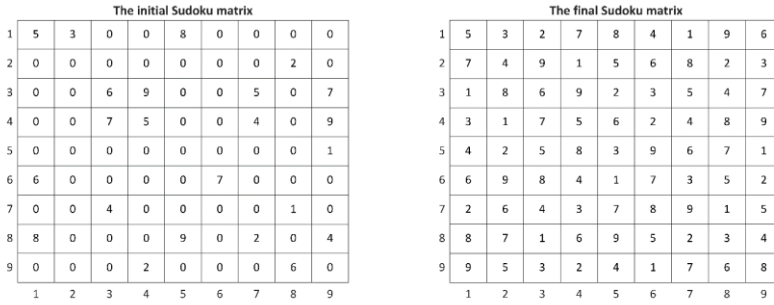 The initial Sudoku matrix
1 5 3 0 0 8 0 0 0 0
2 0 0 0 0 0 0 0 2 0
3 0 0 6 9 0 0 5 0 7
4 0 0 7 5 0 0 4 0 9
5 0 0 0 0 0 0 0 0 1
6 6 0 0 0 0 7 0 0 0
7 0 0 4 0 0 0 0 1 0
8 8 0 0 0 9 0 2 0 4
9 0 0 0 2 0 0 0 6 0
1 2 3 4 5 6 7 8 9
The final Sudoku matrix
1 5 3 2 7 8 4 1 9 6
2 7 4 9 1 5 6 8 2 3
3 1 8 6 9 2 3 5 4 7
4 3 1 7 5 6 2 4 8 9
5 4 2 5 8 3 9 6 7 1
6 6 9 8 4 1 7 3 5 2
7 2 6 4 3 7 8 9 1 5
8 8 7 1 6 9 5 2 3 4
9 9 5 3 2 4 1 7 6 8
1 2 3 4 5 6 7 8 9